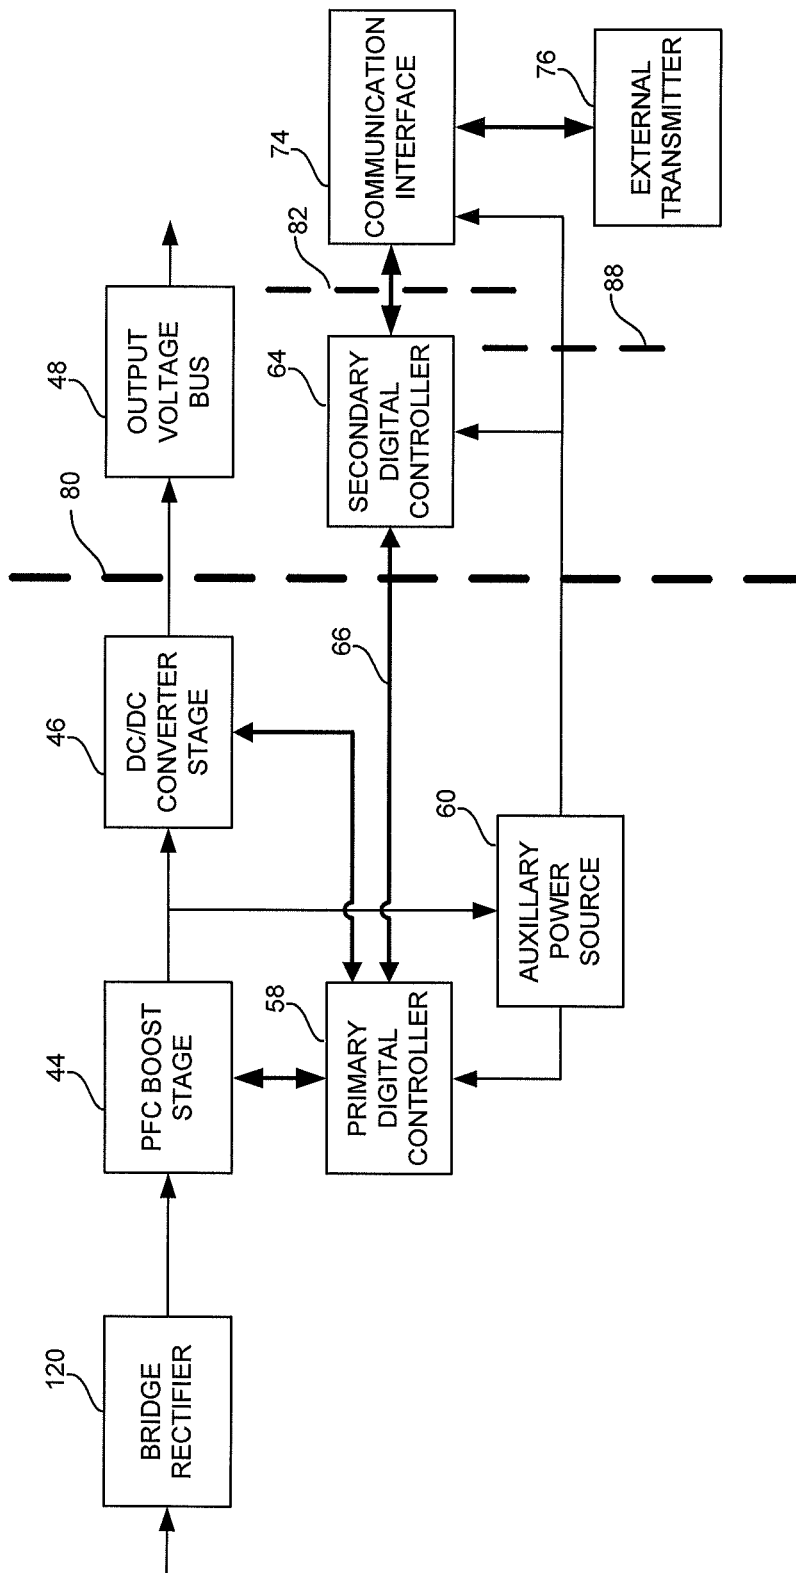 120
BRIDGE
RECTIFIER
44
PFC BOOST
STAGE
46
DC/DC
CONVERTER
STAGE
80
48
OUTPUT
VOLTAGE
BUS
58
PRIMARY
DIGITAL
CONTROLLER
66
64
SECONDARY
DIGITAL
CONTROLLER
82
74
COMMUNICATION
INTERFACE
60
AUXILLARY
POWER
SOURCE
88
76
EXTERNAL
TRANSMITTER